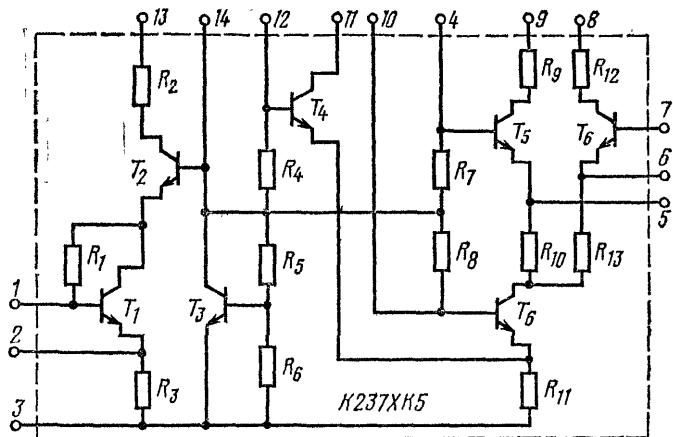 13 14 12 11 10 4 9 8
R2 R9 R12
T4 7
T2 T5 T6
R4 R7 6
5
R1 R5 R8 R10 R13
1
T1 T3 T6
2
R3 R6 К237ХК5 R11
3